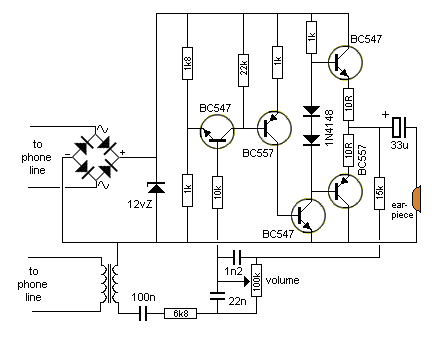 BC547
1k8
22k
1k
1k
10R
to
phone
line
~
–
+
~
BC547
BC557
1N4148
+
33u
10R
BC557
12vZ
1k
10k
BC547
15k
ear-
piece
to
phone
line
1n2
volume
100k
100n
22n
6k8